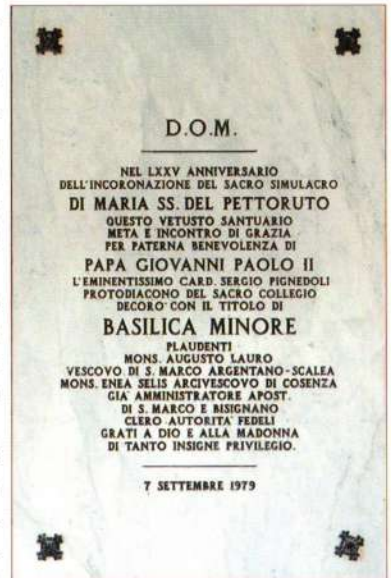 D.O.M.
NEL LXXV ANNIVERSARIO
DELL'INCORONAZIONE DEL SACRO SIMULACRO
DI MARIA SS. DEL PETTORUTO
QUESTO VETUSTO SANTUARIO
META E INCONTRO DI GRAZIA
PER PATERNA BENEVOLENZA DI
PAPA GIOVANNI PAOLO II
L'EMINENTISSIMO CARD. SERGIO PIGNEDOLI
PROTODIACONO DEL SACRO COLLEGIO
DECORO' CON IL TITOLO DI
BASILICA MINORE
PLAUDENTI
MONS. AUGUSTO LAURO
VESCOVO DI S. MARCO ARGENTANO-SCALEA
MONS. ENEA SELIS ARCIVESCOVO DI COSENZA
GIA' AMMINISTRATORE APOST.
DI S. MARCO E BISIGNANO
CLERO AUTORITA' FEDELI
GRATI A DIO E ALLA MADONNA
DI TANTO INSIGNE PRIVILEGIO.
7 SETTEMBRE 1979